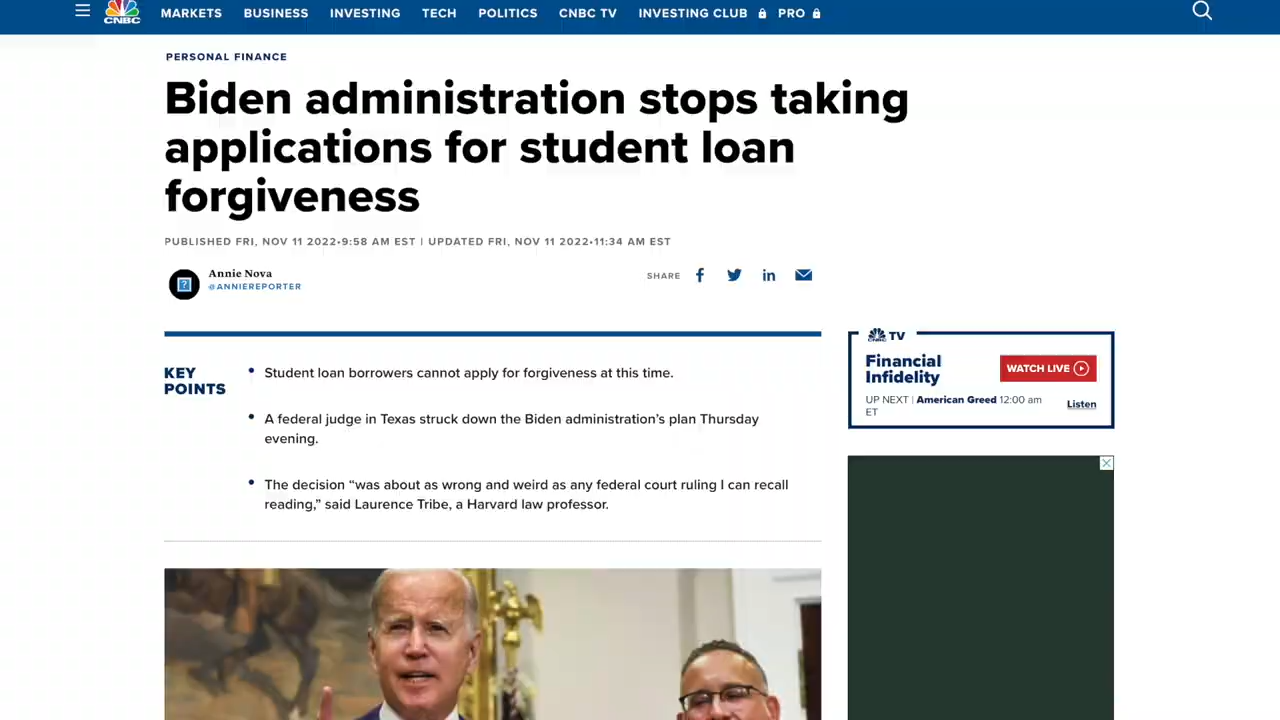 CNBC
MARKETS BUSINESS INVESTING TECH POLITICS CNBC TV INVESTING CLUB PRO
PERSONAL FINANCE
Biden administration stops taking
applications for student loan
forgiveness
PUBLISHED FRI, NOV 11 2022•9:58 AM EST | UPDATED FRI, NOV 11 2022•11:34 AM EST
Annie Nova
@ANNIEREPORTER
SHARE
KEY
POINTS
• Student loan borrowers cannot apply for forgiveness at this time.
• A federal judge in Texas struck down the Biden administration’s plan Thursday
evening.
• The decision “was about as wrong and weird as any federal court ruling I can recall
reading,” said Laurence Tribe, a Harvard law professor.
CNBC TV
Financial
Infidelity
WATCH LIVE
UP NEXT | American Greed 12:00 am
ET
Listen